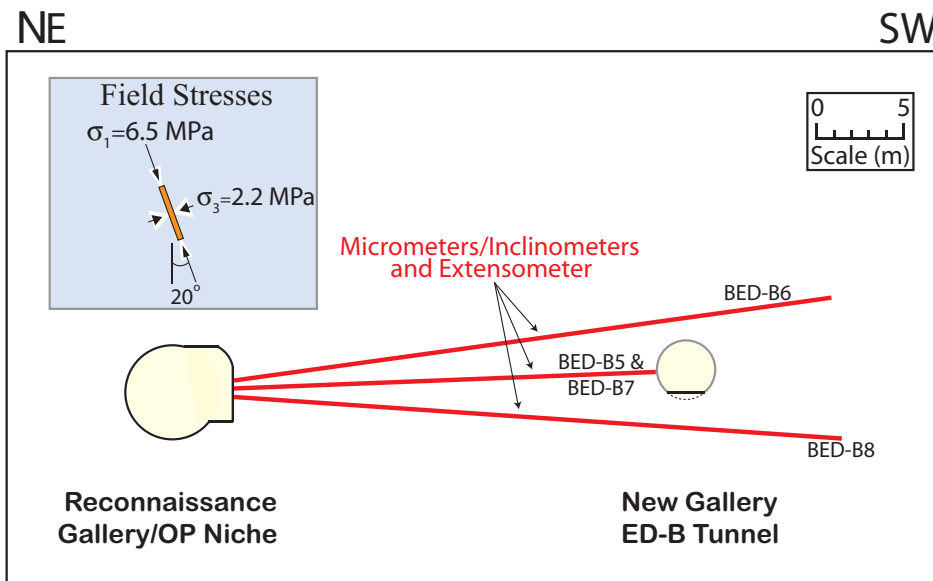 NE
SW
Field Stresses
σ1=6.5 MPa
σ3=2.2 MPa
20°
0 5
Scale (m)
Micrometers/Inclinometers
and Extensometer
BED-B6
BED-B5 &
BED-B7
BED-B8
Reconnaissance
Gallery/OP Niche
New Gallery
ED-B Tunnel